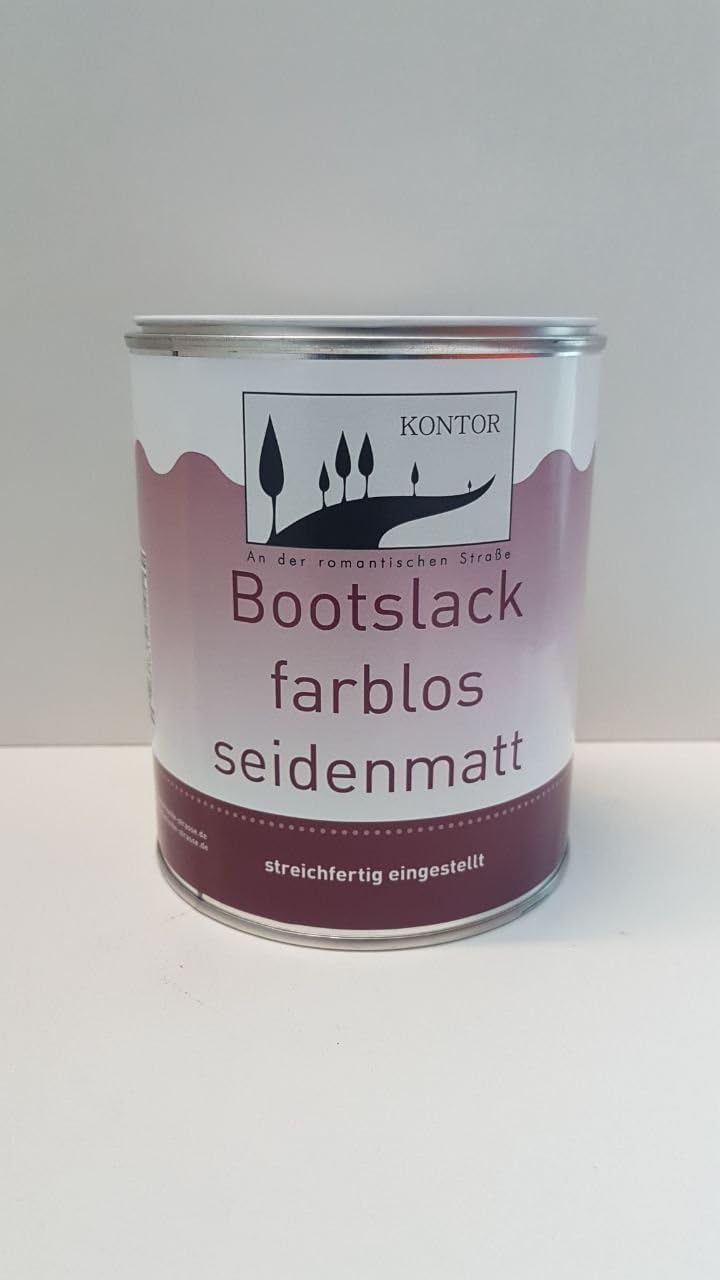 KONTOR
An der romantischen Straße
Bootslack
farblos
seidenmatt
streichfertig eingestellt